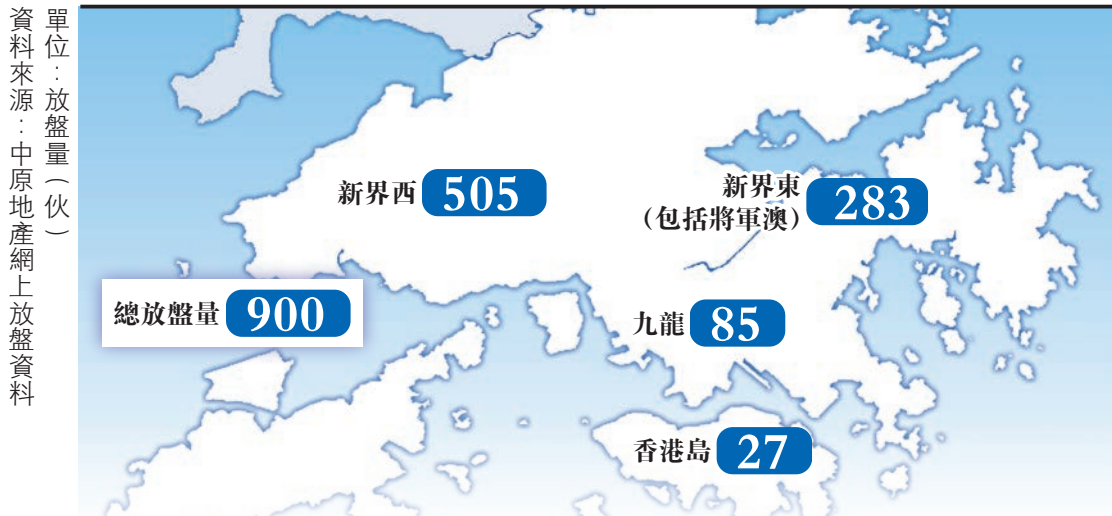 單位：放盤量（伙）
資料來源：中原地產網上放盤資料
新界西 505
新界東
（包括將軍澳） 283
總放盤量 900
九龍 85
香港島 27